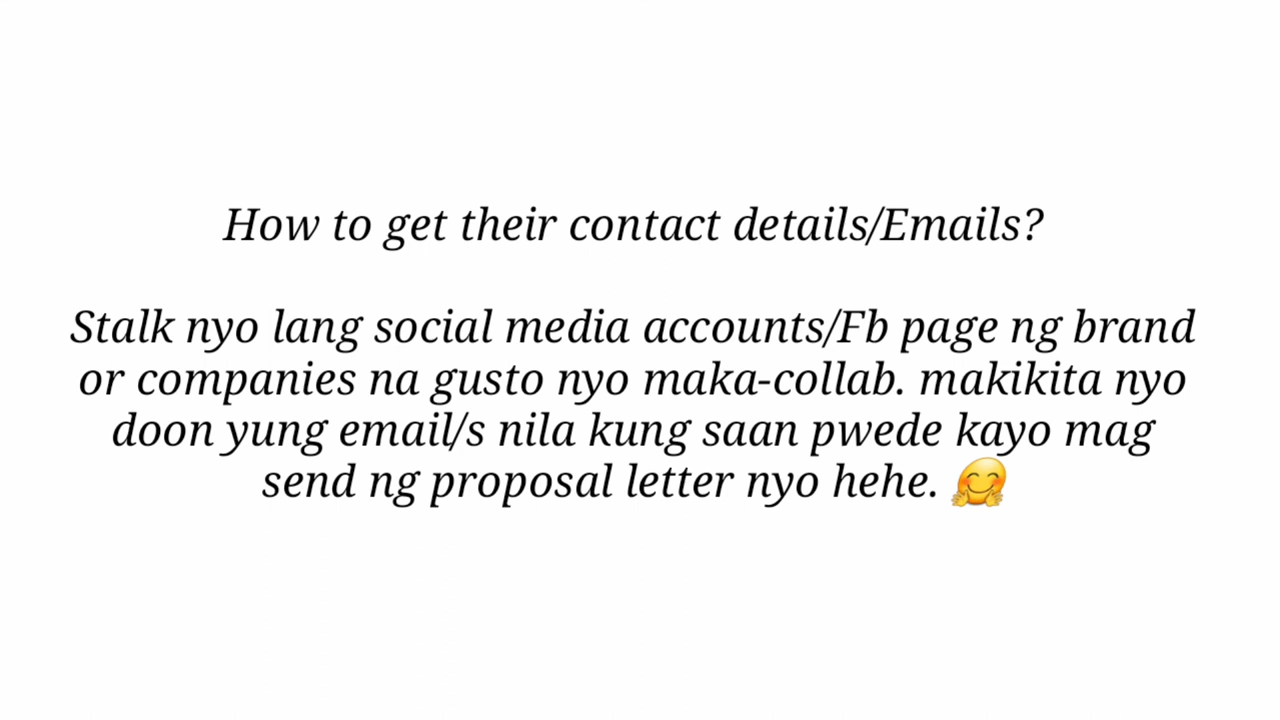 How to get their contact details/Emails?
Stalk nyo lang social media accounts/Fb page ng brand
or companies na gusto nyo maka-collab. makikita nyo
doon yung email/s nila kung saan pwede kayo mag
send ng proposal letter nyo hehe. 🤗